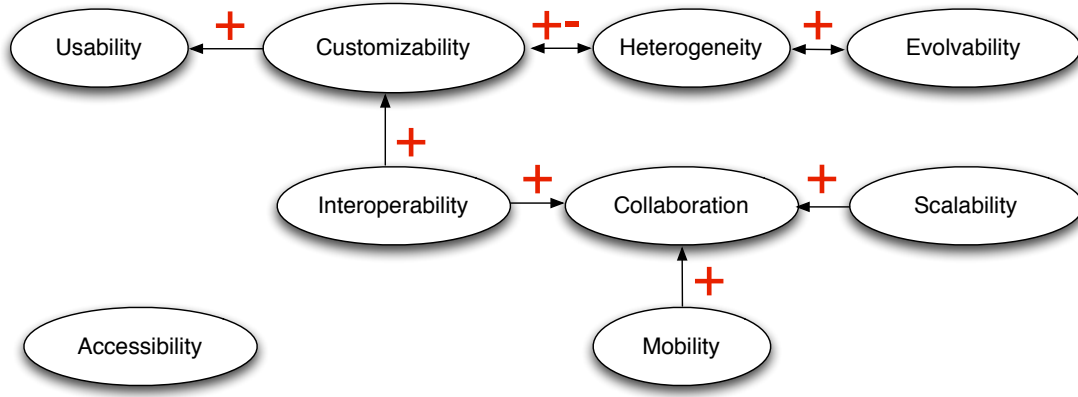 + +- +
Usability Customizability Heterogeneity Evolvability
+
+ +
Interoperability Collaboration Scalability
+
Accessibility Mobility